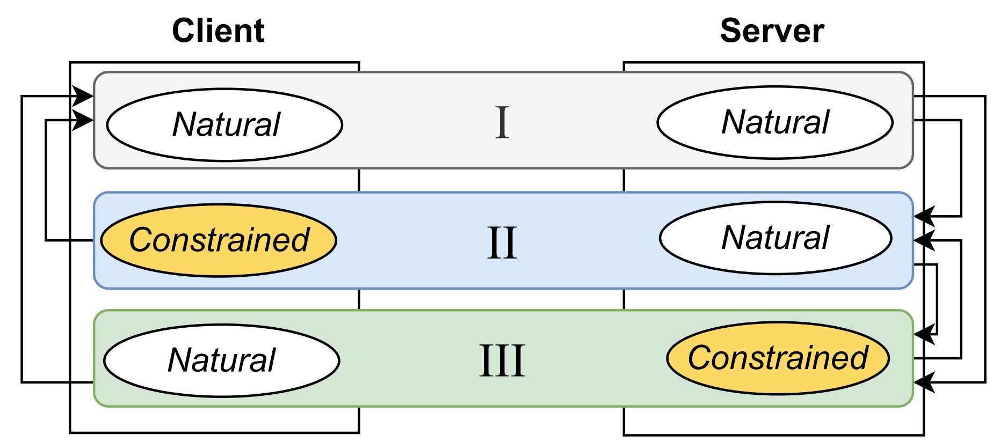 Client
Server
Natural
I
Natural
Constrained
II
Natural
Natural
III
Constrained